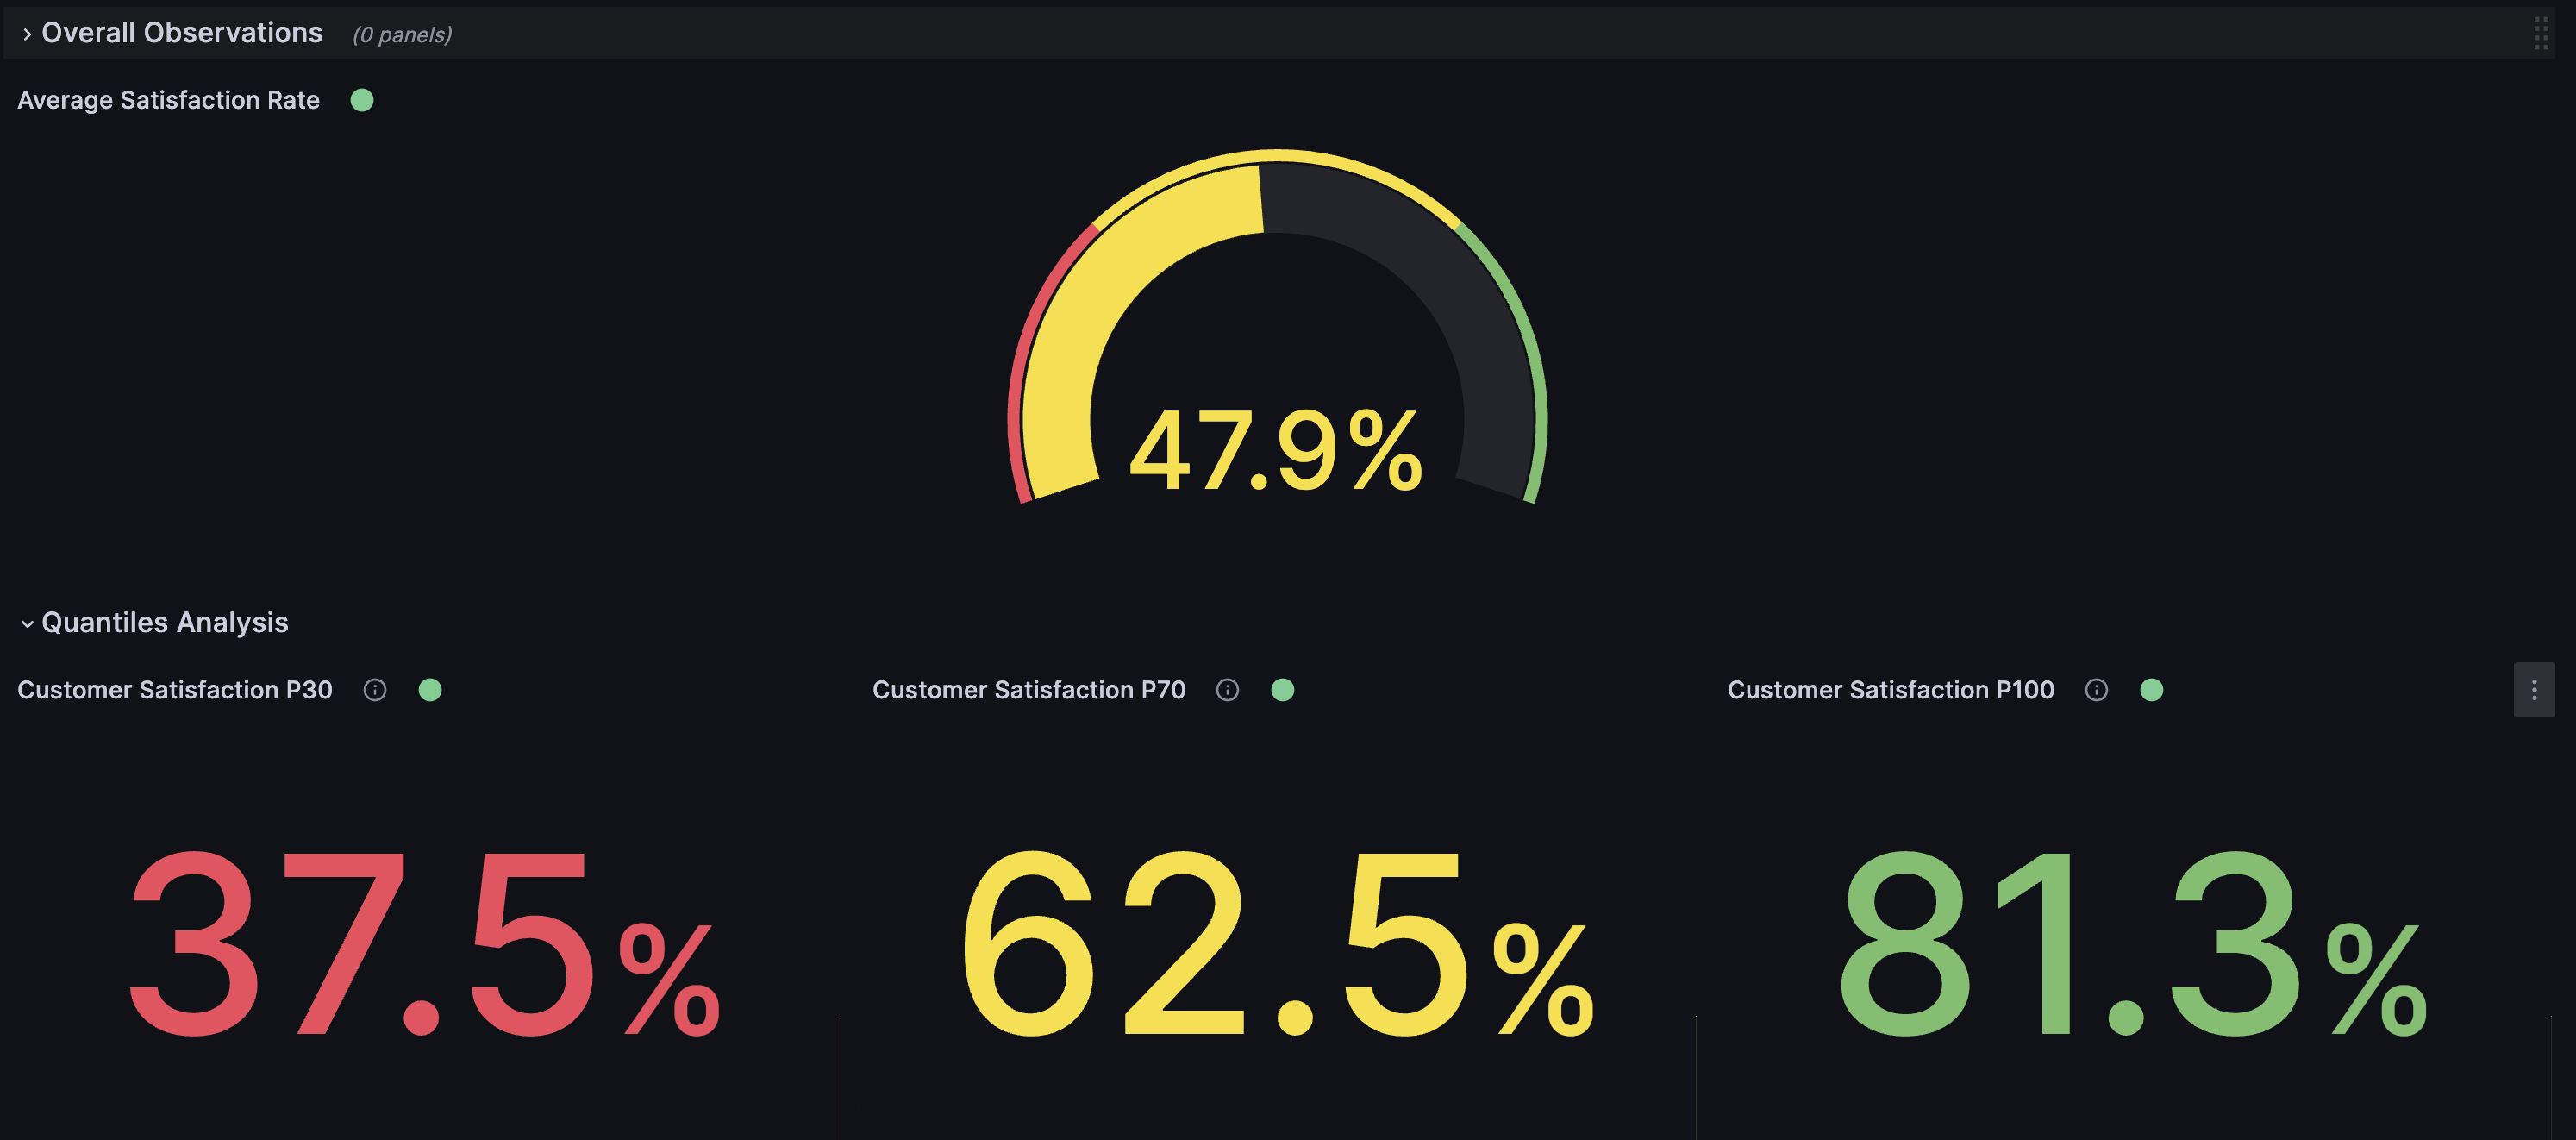 Overall Observations (0 panels)
Average Satisfaction Rate
47.9%
Quantiles Analysis
Customer Satisfaction P30
Customer Satisfaction P70
Customer Satisfaction P100
37.5%
62.5%
81.3%